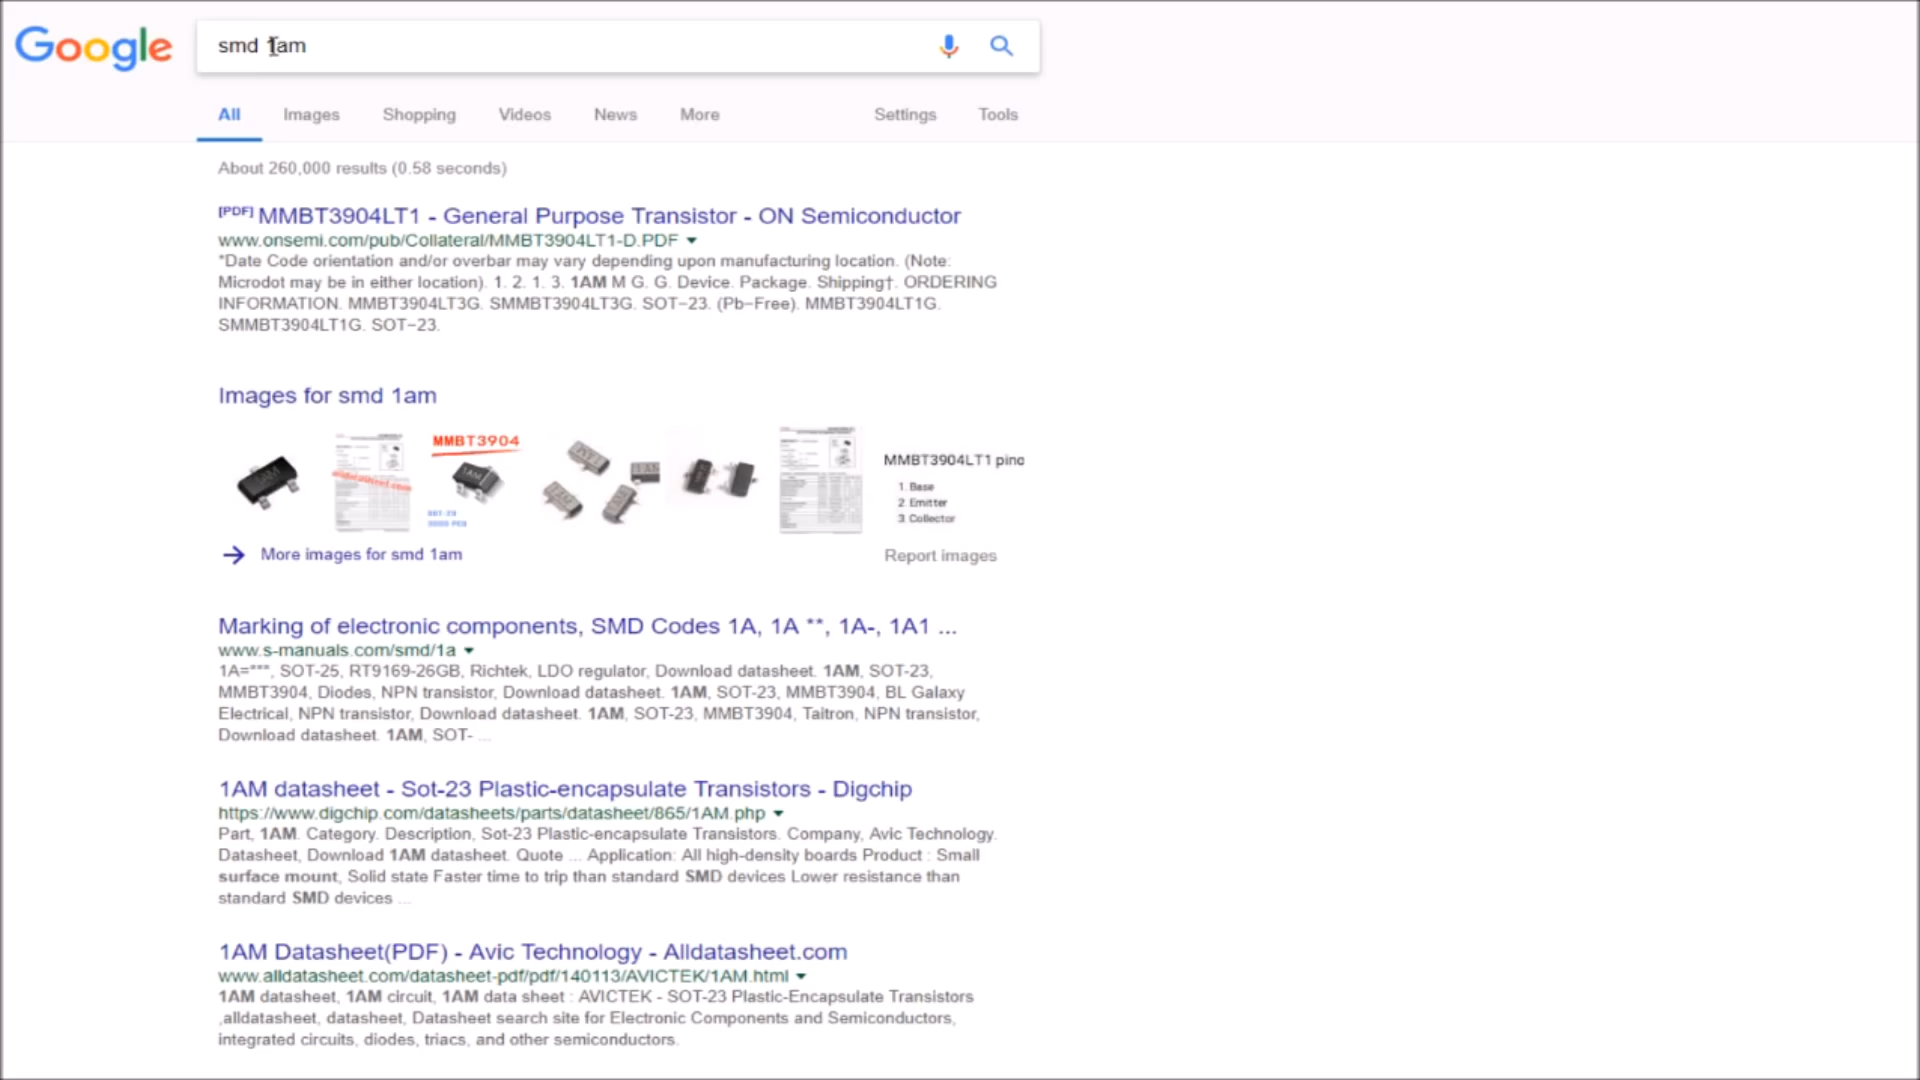 Google
smd 1am
All Images Shopping Videos News More Settings Tools
About 260,000 results (0.58 seconds)
[PDF] MMBT3904LT1 - General Purpose Transistor - ON Semiconductor
www.onsemi.com/pub/Collateral/MMBT3904LT1-D.PDF
*Date Code orientation and/or overbar may vary depending upon manufacturing location. (Note:
Microdot may be in either location). 1. 2. 1. 3. 1AM M G. G. Device. Package. Shipping†. ORDERING
INFORMATION. MMBT3904LT3G. SMMBT3904LT3G. SOT−23. (Pb−Free). MMBT3904LT1G.
SMMBT3904LT1G. SOT−23.
Images for smd 1am
MMBT3904
1AM
SOT-23
3000 PCS
alldatasheet.com
MMBT3904LT1 pinc
1. Base
2. Emitter
3. Collector
More images for smd 1am
Report images
Marking of electronic components, SMD Codes 1A, 1A **, 1A-, 1A1 ...
www.s-manuals.com/smd/1a
1A=***, SOT-25, RT9169-26GB, Richtek, LDO regulator, Download datasheet. 1AM, SOT-23,
MMBT3904, Diodes, NPN transistor, Download datasheet. 1AM, SOT-23, MMBT3904, BL Galaxy
Electrical, NPN transistor, Download datasheet. 1AM, SOT-23, MMBT3904, Taitron, NPN transistor,
Download datasheet. 1AM, SOT- ...
1AM datasheet - Sot-23 Plastic-encapsulate Transistors - Digchip
https://www.digchip.com/datasheets/parts/datasheet/865/1AM.php
Part, 1AM. Category. Description, Sot-23 Plastic-encapsulate Transistors. Company, Avic Technology.
Datasheet, Download 1AM datasheet. Quote ... Application: All high-density boards Product : Small
surface mount, Solid state Faster time to trip than standard SMD devices Lower resistance than
standard SMD devices ...
1AM Datasheet(PDF) - Avic Technology - Alldatasheet.com
www.alldatasheet.com/datasheet-pdf/pdf/140113/AVICTEK/1AM.html
1AM datasheet, 1AM circuit, 1AM data sheet : AVICTEK - SOT-23 Plastic-Encapsulate Transistors
,alldatasheet, datasheet, Datasheet search site for Electronic Components and Semiconductors,
integrated circuits, diodes, triacs, and other semiconductors.